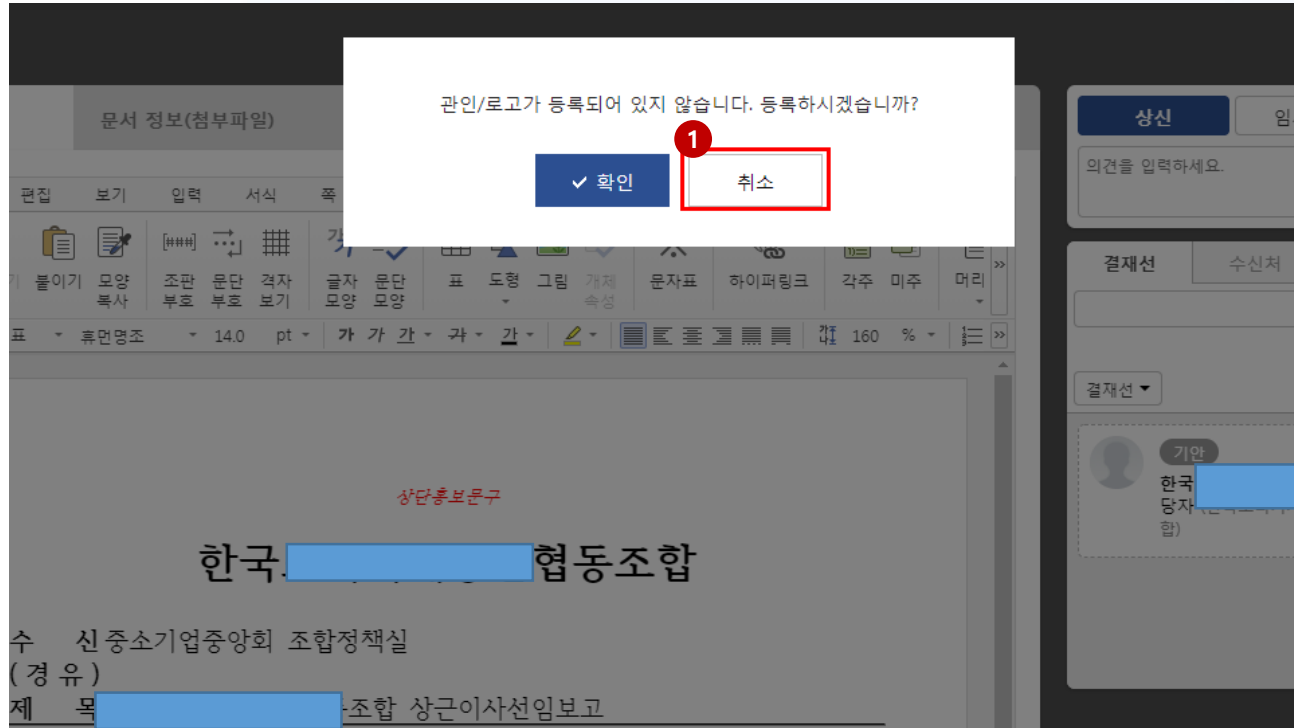 관인/로고가 등록되어 있지 않습니다. 등록하시겠습니까?
1
확인 취소
문서 정보(첨부파일)
상신
의견을 입력하세요.
편집 보기 입력 서식 쪽
붙이기 모양 복사 조판 부호 문단 부호 격자 보기 글자 모양 문단 모양 표 도형 그림 개체 속성 문자표 하이퍼링크 각주 미주 머리
표 휴먼명조 14.0 pt 가 가 가 가 가 160 %
결재선 수신처
결재선
기안
한국
당자
합)
상단홍보문구
한국 협동조합
수 신 중소기업중앙회 조합정책실
(경유)
제 목 조합 상근이사선임보고